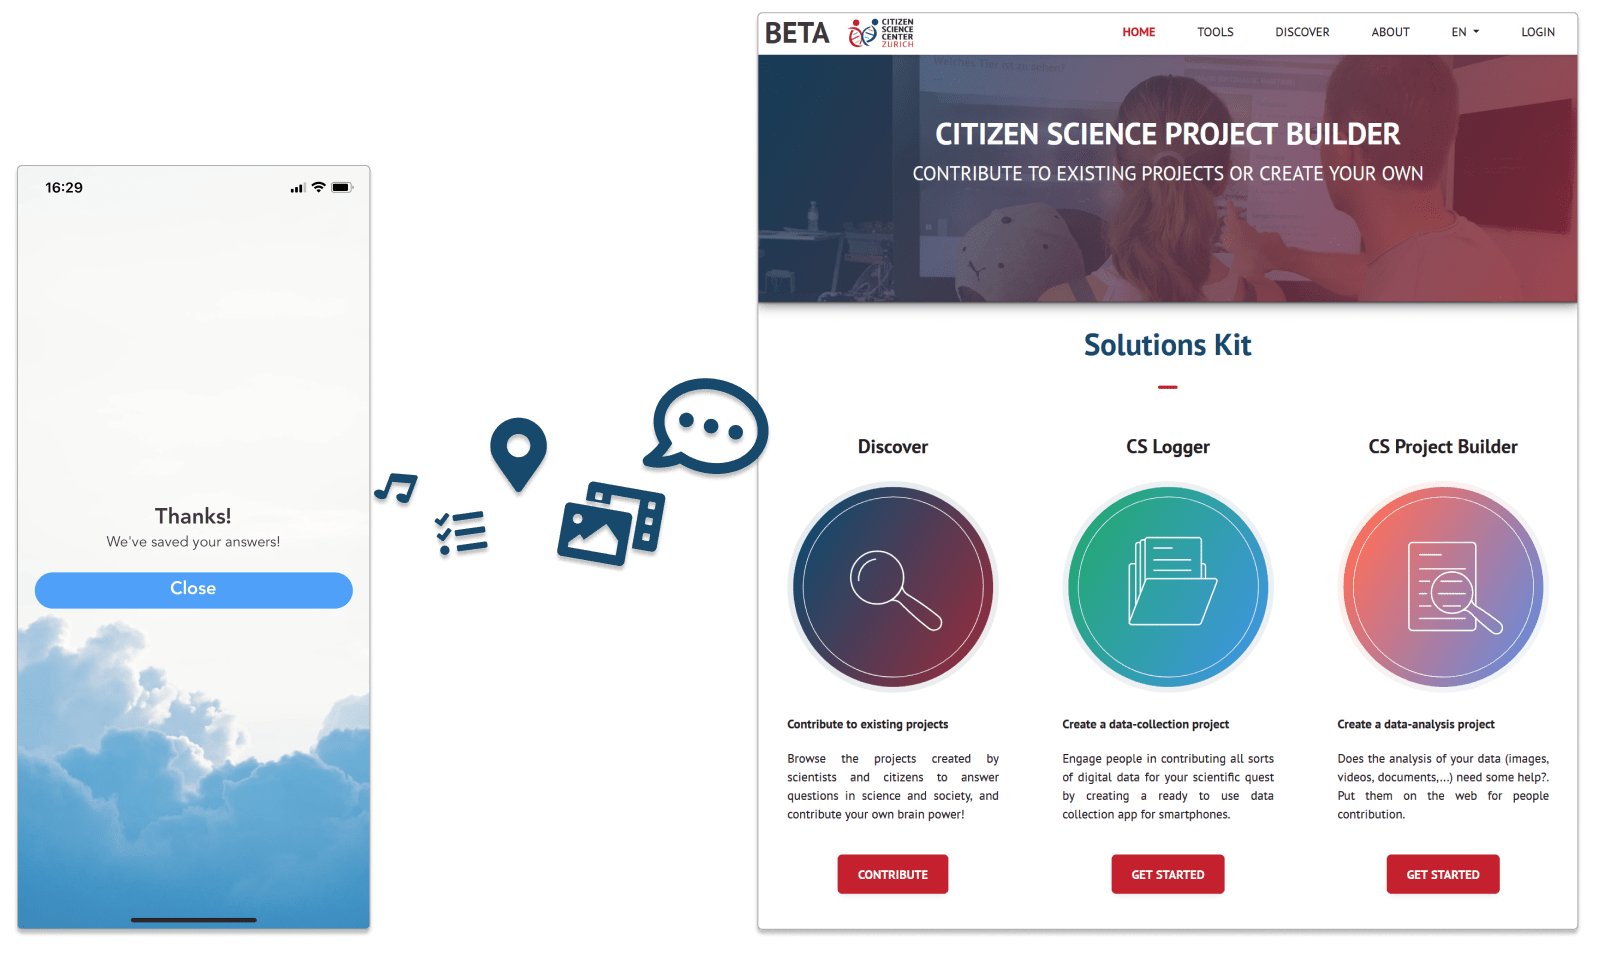 16:29
Thanks!
We've saved your answers!
Close
BETA
CITIZEN
SCIENCE
CENTER
ZURICH
HOME
TOOLS
DISCOVER
ABOUT
EN
LOGIN
Welches Tier ist zu sehen?
CITIZEN SCIENCE PROJECT BUILDER
CONTRIBUTE TO EXISTING PROJECTS OR CREATE YOUR OWN
Solutions Kit
Discover
Contribute to existing projects
Browse the projects created by
scientists and citizens to answer
questions in science and society, and
contribute your own brain power!
CONTRIBUTE
CS Logger
Create a data-collection project
Engage people in contributing all sorts
of digital data for your scientific quest
by creating a ready to use data
collection app for smartphones.
GET STARTED
CS Project Builder
Create a data-analysis project
Does the analysis of your data (images,
videos, documents,...) need some help?.
Put them on the web for people
contribution.
GET STARTED